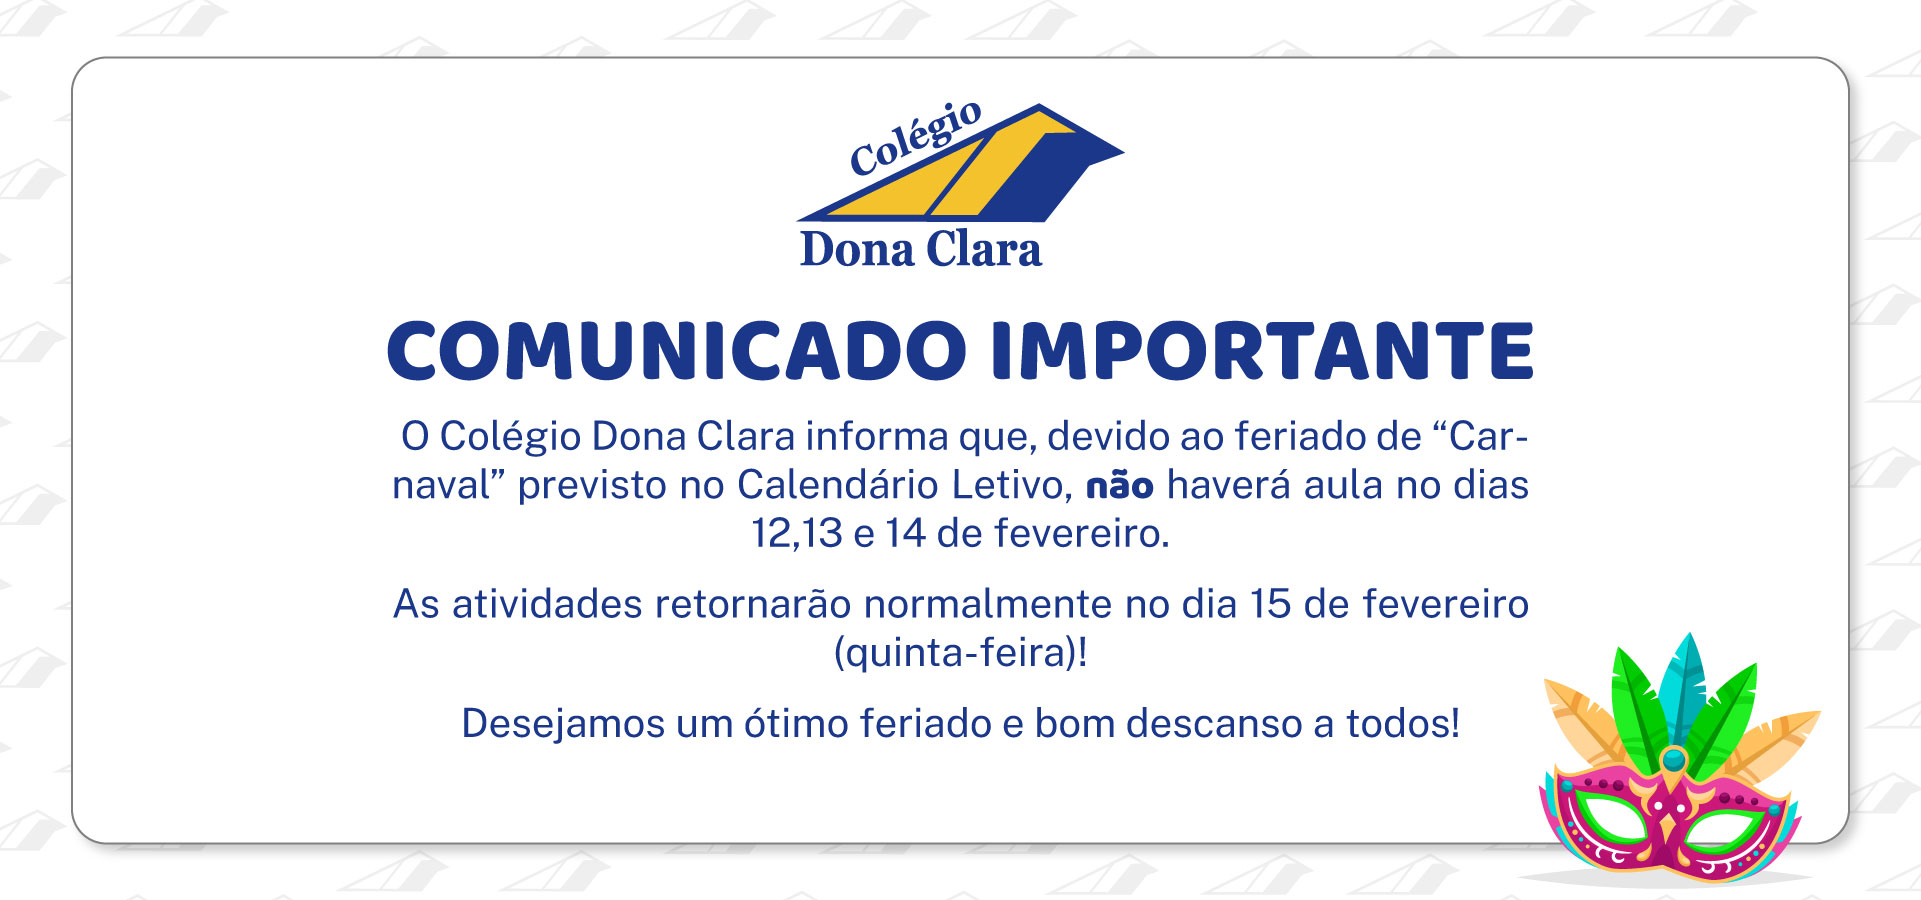 Colégio
Dona Clara
COMUNICADO IMPORTANTE
O Colégio Dona Clara informa que, devido ao feriado de “Car-
naval” previsto no Calendário Letivo, não haverá aula no dias
12,13 e 14 de fevereiro.
As atividades retornarão normalmente no dia 15 de fevereiro
(quinta-feira)!
Desejamos um ótimo feriado e bom descanso a todos!